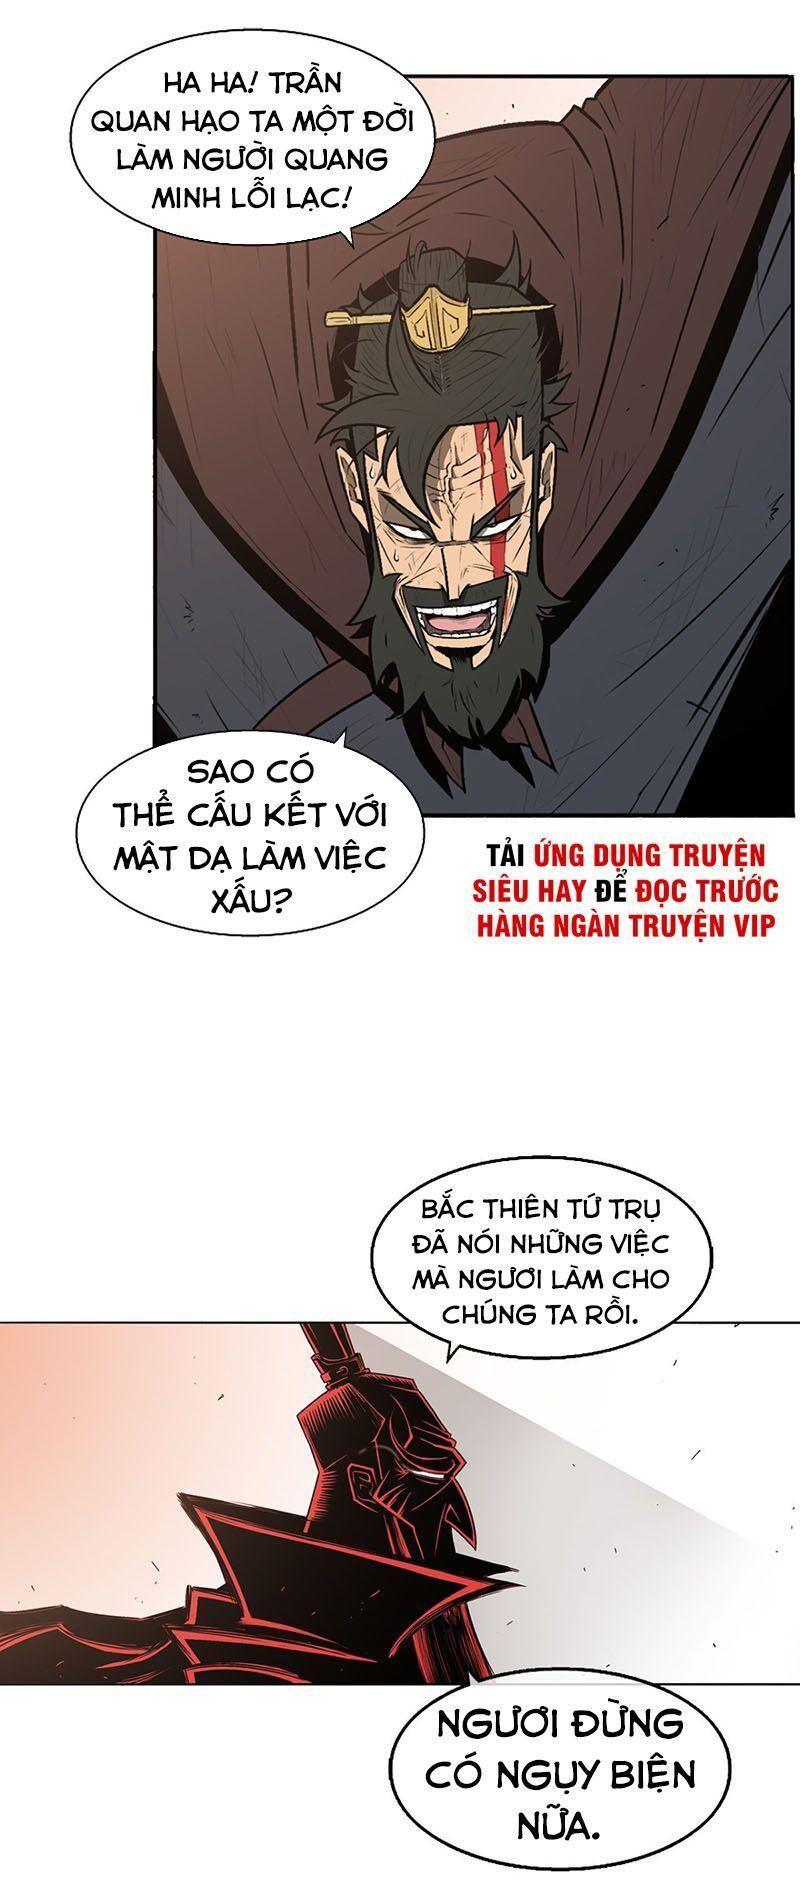 HA HA! TRẦN
QUAN HẠO TA MỘT ĐỜI
LÀM NGƯỜI QUANG
MINH LỖI LẠC!
SAO CÓ
THỂ CẤU KẾT VỚI
MẬT DẠ LÀM VIỆC
XẤU?
TẢI ỨNG DỤNG TRUYỆN
SIÊU HAY ĐỂ ĐỌC TRƯỚC
HÀNG NGÀN TRUYỆN VIP
BẮC THIÊN TỨ TRỤ
ĐÃ NÓI NHỮNG VIỆC
MÀ NGƯƠI LÀM CHO
CHÚNG TA RỒI.
NGƯƠI ĐỪNG
CÓ NGỤY BIỆN
NỮA.